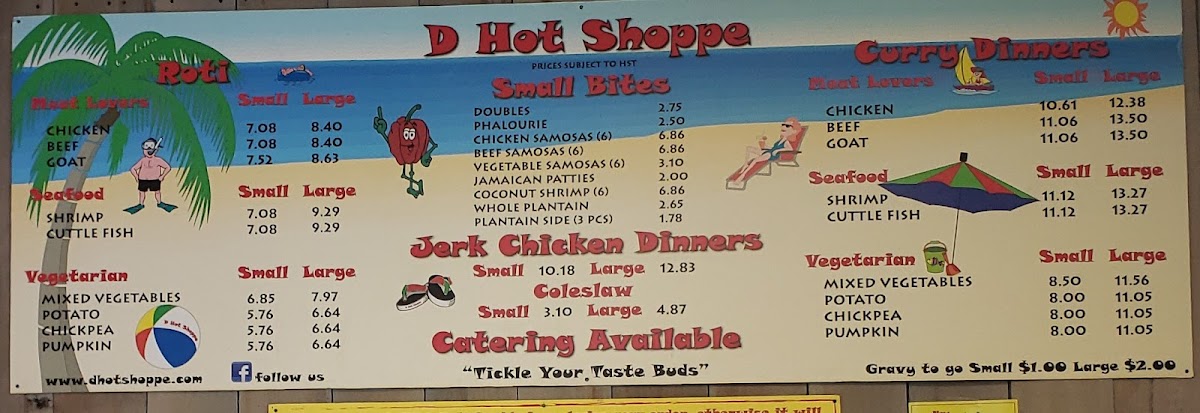 D Hot Shoppe
PRICES SUBJECT TO HST
Roti
Meat Lovers Small Large
CHICKEN 7.08 8.40
BEEF 7.08 8.40
GOAT 7.52 8.63
Seafood Small Large
SHRIMP 7.08 9.29
CUTTLE FISH 7.08 9.29
Vegetarian Small Large
MIXED VEGETABLES 6.85 7.97
POTATO 5.76 6.64
CHICKPEA 5.76 6.64
PUMPKIN 5.76 6.64
D Hot Shoppe
www.dhotshoppe.com f follow us
Small Bites
DOUBLES 2.75
PHALOURIE 2.50
CHICKEN SAMOSAS (6) 6.86
BEEF SAMOSAS (6) 6.86
VEGETABLE SAMOSAS (6) 3.10
JAMAICAN PATTIES 2.00
COCONUT SHRIMP (6) 6.86
WHOLE PLANTAIN 2.65
PLANTAIN SIDE (3 PCS) 1.78
Jerk Chicken Dinners
Small 10.18 Large 12.83
Coleslaw
Small 3.10 Large 4.87
Catering Available
"Tickle Your Taste Buds"
Curry Dinners
Meat Lovers Small Large
CHICKEN 10.61 12.38
BEEF 11.06 13.50
GOAT 11.06 13.50
Seafood Small Large
SHRIMP 11.12 13.27
CUTTLE FISH 11.12 13.27
Vegetarian Small Large
MIXED VEGETABLES 8.50 11.56
POTATO 8.00 11.05
CHICKPEA 8.00 11.05
PUMPKIN 8.00 11.05
Gravy to go Small $1.00 Large $2.00
otherwise it will